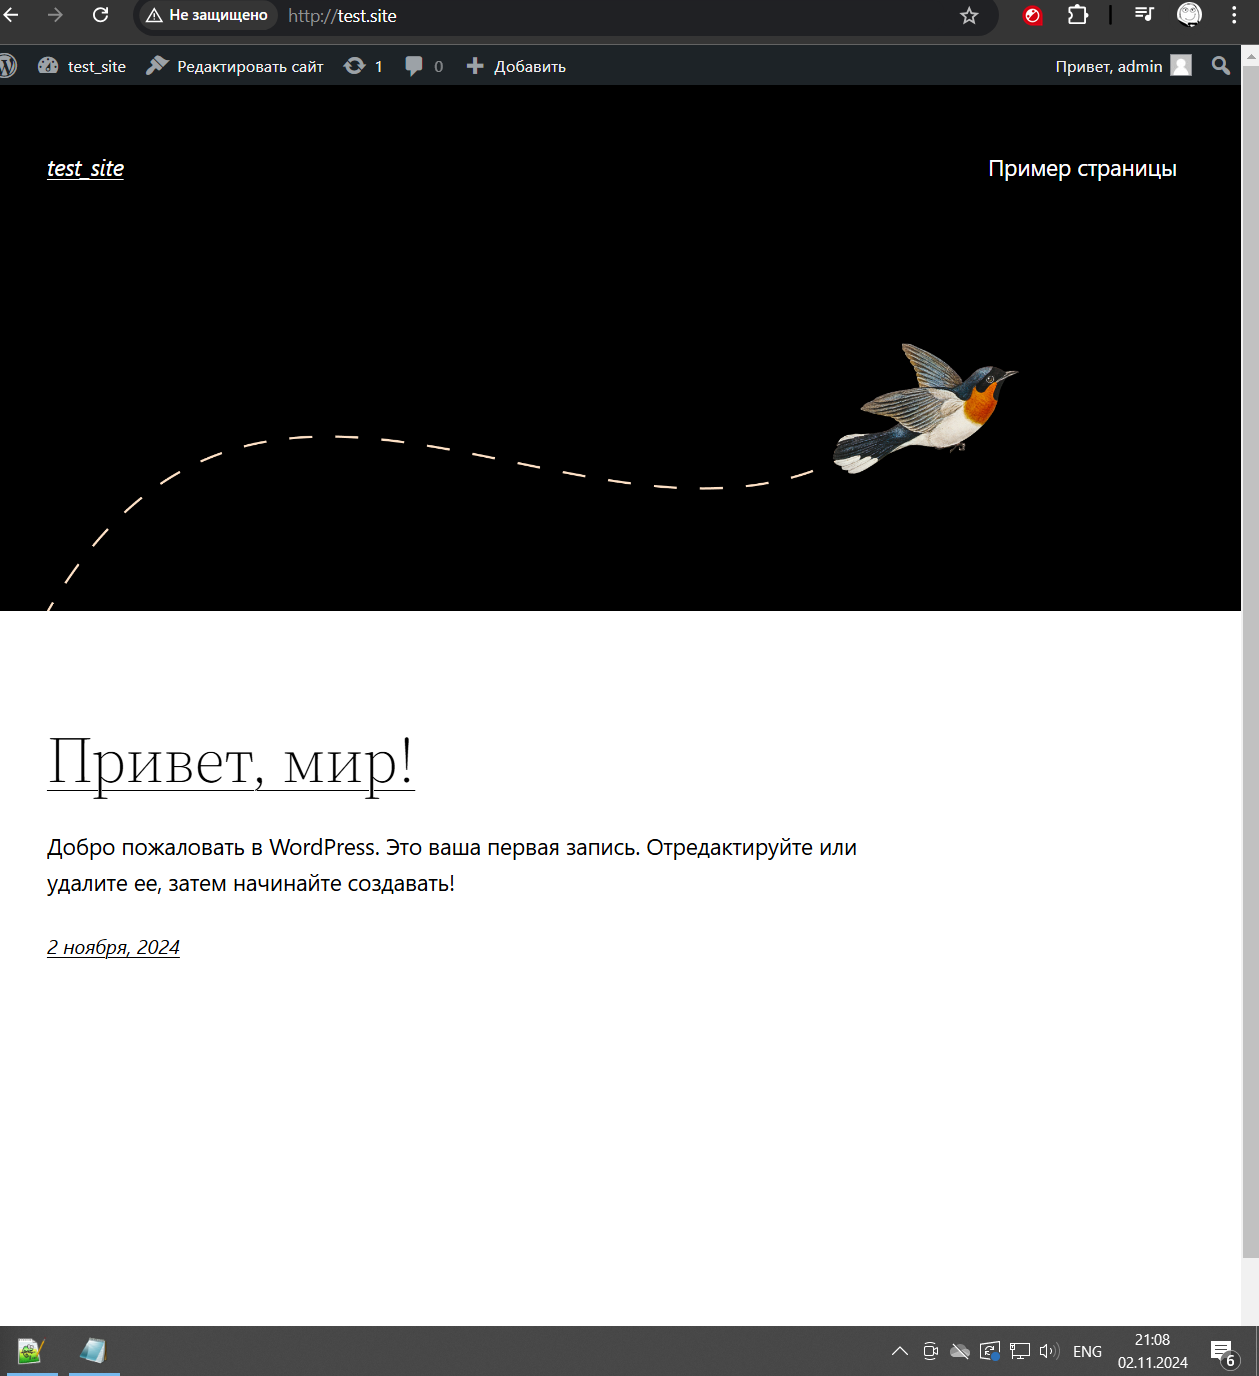 Не защищено http://test.site
test_site Редактировать сайт 1 0 Добавить Привет, admin
test_site Пример страницы
Привет, мир!
Добро пожаловать в WordPress. Это ваша первая запись. Отредактируйте или
удалите ее, затем начинайте создавать!
2 ноября, 2024
ENG 21:08
02.11.2024 6